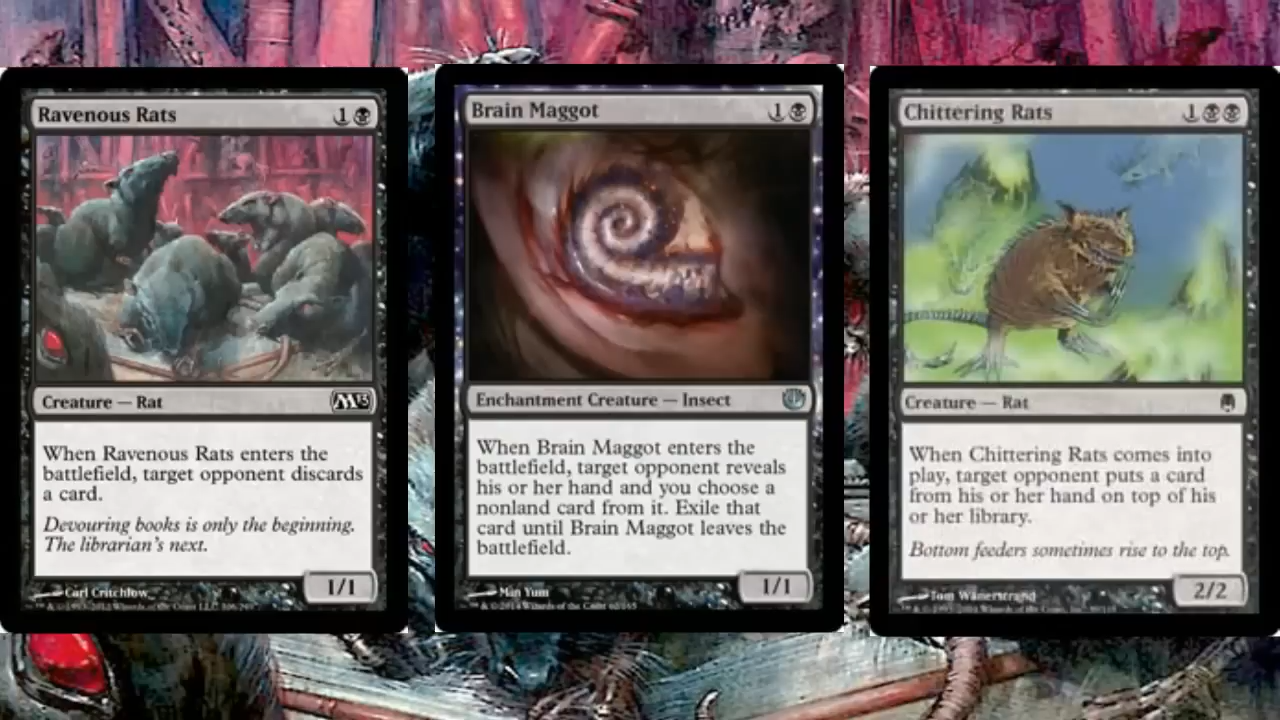 Ravenous Rats
1
Creature — Rat
M13
When Ravenous Rats enters the
battlefield, target opponent discards
a card.
Devouring books is only the beginning.
The librarian's next.
1/1
Carl Critchlow
Brain Maggot
1
Enchantment Creature — Insect
When Brain Maggot enters the
battlefield, target opponent reveals
his or her hand and you choose a
nonland card from it. Exile that
card until Brain Maggot leaves the
battlefield.
1/1
Min Yum
Chittering Rats
1
Creature — Rat
When Chittering Rats comes into
play, target opponent puts a card
from his or her hand on top of his
or her library.
Bottom feeders sometimes rise to the top.
2/2
Tom Wänerstrand